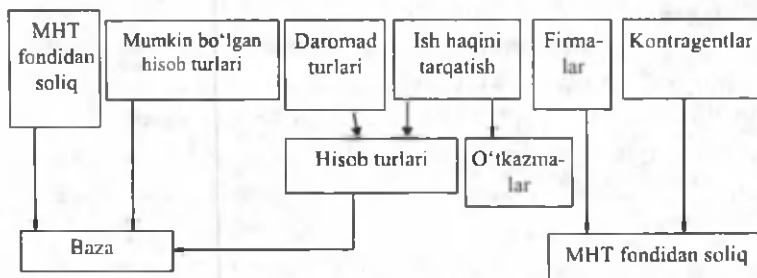 MHT
fondidan
soliq
Mumkin bo‘lgan
hisob turlari
Daromad
turlari
Ish haqini
tarqatish
Firma-
lar
Kontragentlar
Hisob turlari
O‘tkazma-
lar
Baza
MHT fondidan soliq